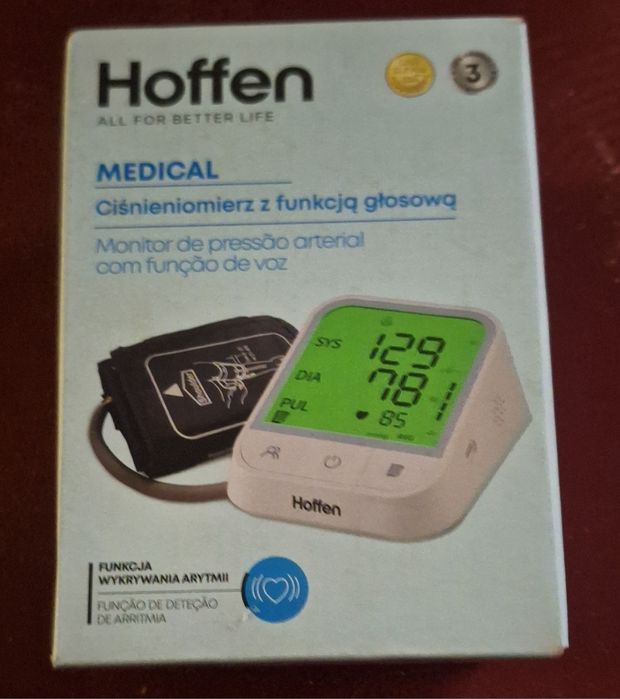 Hoffen
ALL FOR BETTER LIFE
3
MEDICAL
Ciśnieniomierz z funkcją głosową
Monitor de pressão arterial
com função de voz
SYS 129
DIA 78
PUL 85
Hoffen
FUNKCJA
WYKRYWANIA ARYTMII
FUNÇÃO DE DETEÇÃO
DE ARRITMIA